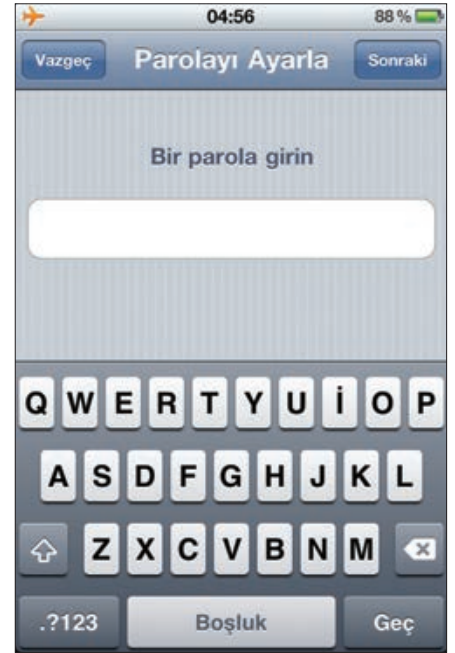 04:56 88 %
Vazgeç Parolayı Ayarla Sonraki
Bir parola girin
Q W E R T Y U İ O P
A S D F G H J K L
Z X C V B N M
.?123 Boşluk Geç